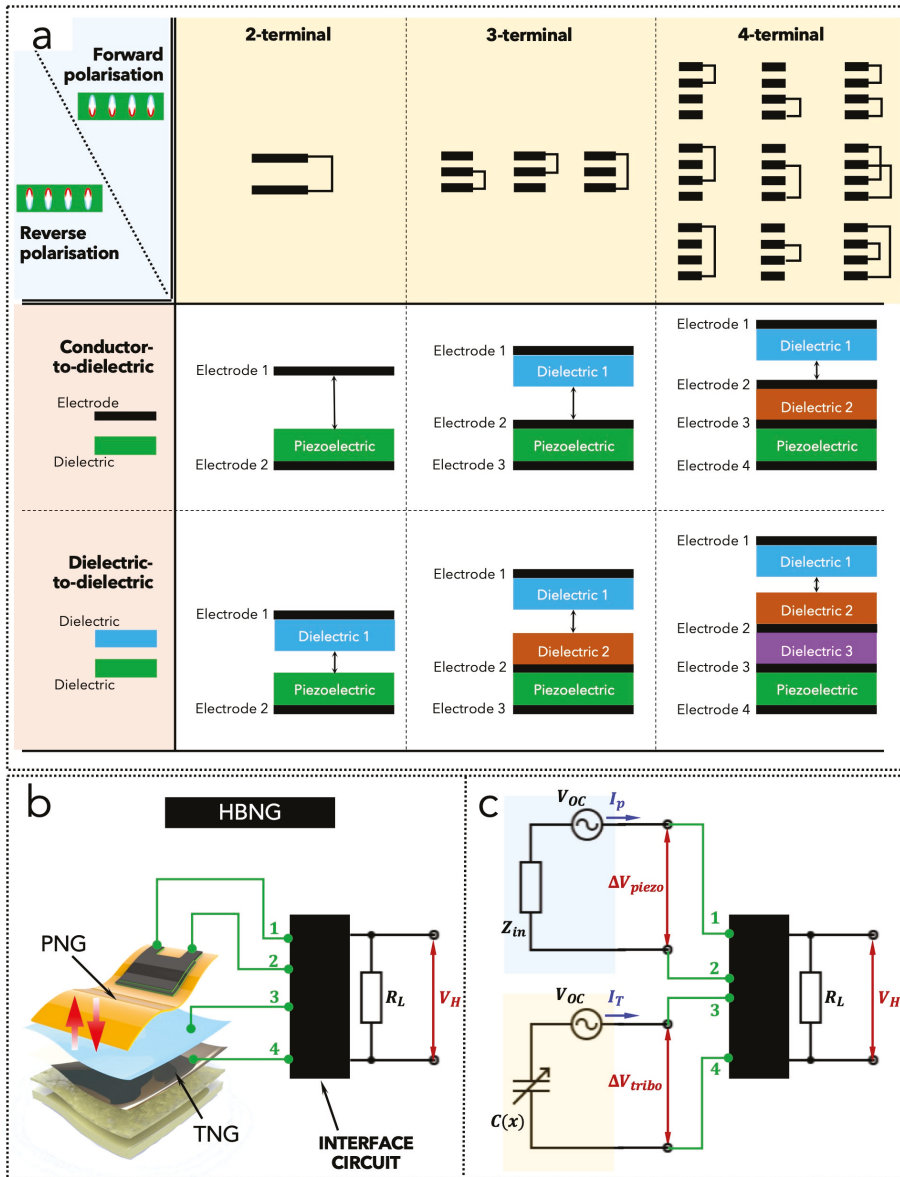 a
Forward
polarisation
Reverse
polarisation
2-terminal
3-terminal
4-terminal
Conductor-
to-dielectric
Electrode
Dielectric
Electrode 1
Piezoelectric
Electrode 2
Electrode 1
Dielectric 1
Electrode 2
Piezoelectric
Electrode 3
Electrode 1
Dielectric 1
Electrode 2
Dielectric 2
Electrode 3
Piezoelectric
Electrode 4
Dielectric-
to-dielectric
Dielectric
Dielectric
Electrode 1
Dielectric 1
Piezoelectric
Electrode 2
Electrode 1
Dielectric 1
Dielectric 2
Electrode 2
Piezoelectric
Electrode 3
Electrode 1
Dielectric 1
Dielectric 2
Electrode 2
Dielectric 3
Electrode 3
Piezoelectric
Electrode 4
b
HBNG
PNG
TNG
1
2
3
4
R_L
V_H
INTERFACE
CIRCUIT
c
V_OC
I_p
Z_in
ΔV_piezo
V_OC
I_T
C(x)
ΔV_tribo
1
2
3
4
R_L
V_H